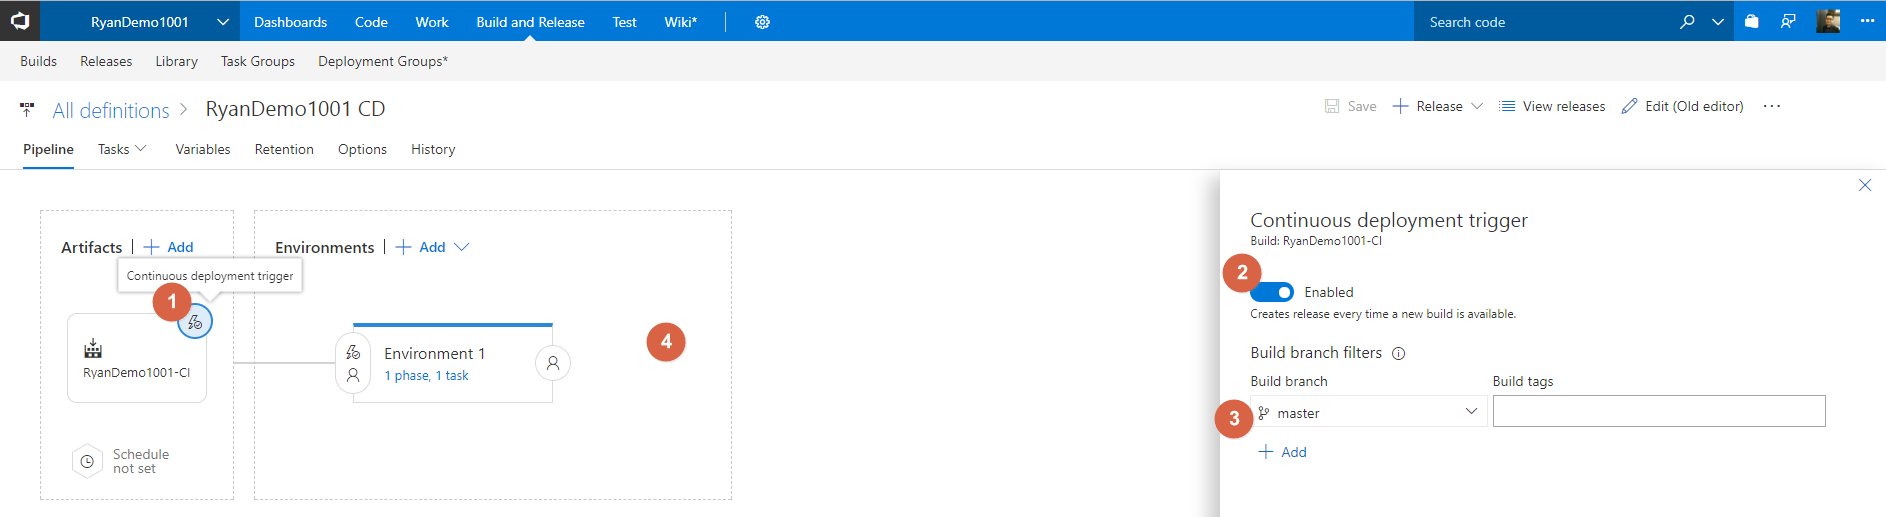 RyanDemo1001 Dashboards Code Work Build and Release Test Wiki* Search code
Builds Releases Library Task Groups Deployment Groups*
All definitions > RyanDemo1001 CD Save + Release View releases Edit (Old editor) ...
Pipeline Tasks Variables Retention Options History
Artifacts | + Add
Continuous deployment trigger
1
RyanDemo1001-CI
Schedule
not set
Environments | + Add
Environment 1
1 phase, 1 task
4
Continuous deployment trigger
Build: RyanDemo1001-CI
2
Enabled
Creates release every time a new build is available.
Build branch filters
Build branch Build tags
3 master
+ Add